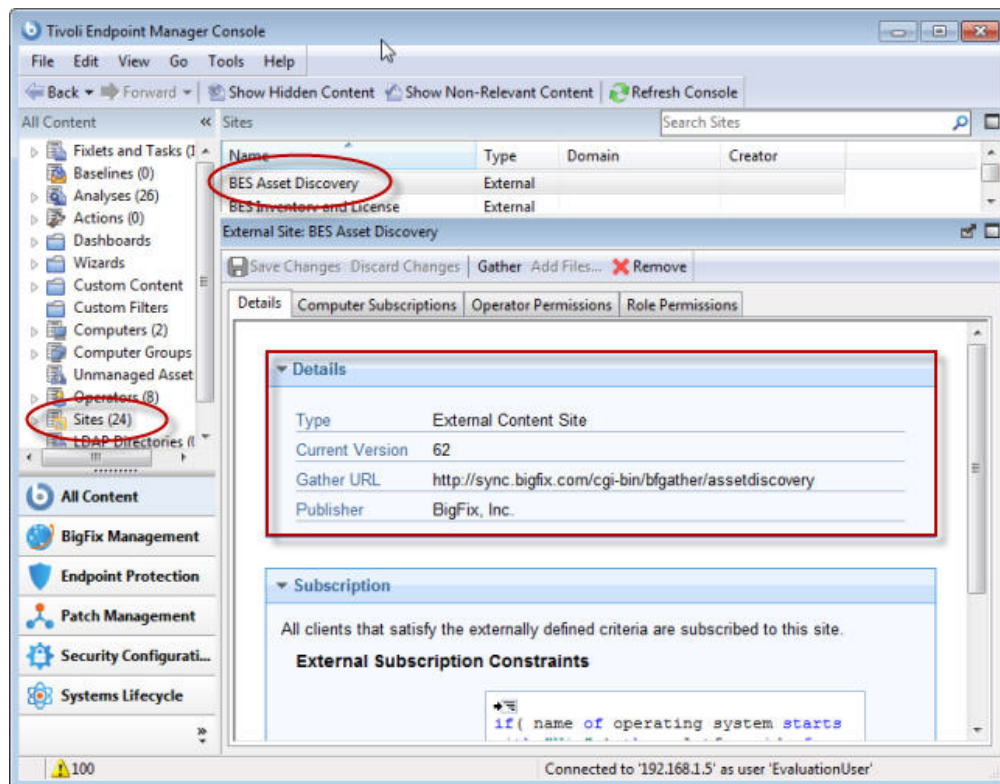 Tivoli Endpoint Manager Console
File Edit View Go Tools Help
Back Forward Show Hidden Content Show Non-Relevant Content Refresh Console
All Content « Sites Search Sites
Fixlets and Tasks (1
Baselines (0)
Analyses (26)
Actions (0)
Dashboards
Wizards
Custom Content
Custom Filters
Computers (2)
Computer Groups
Unmanaged Asset
Operators (8)
Sites (24)
LDAP Directories (
All Content
BigFix Management
Endpoint Protection
Patch Management
Security Configurati...
Systems Lifecycle
»
Name Type Domain Creator
BES Asset Discovery External
BES Inventory and License External
External Site: BES Asset Discovery
Save Changes Discard Changes Gather Add Files... Remove
Details Computer Subscriptions Operator Permissions Role Permissions
Details
Type External Content Site
Current Version 62
Gather URL http://sync.bigfix.com/cgi-bin/bfgather/assetdiscovery
Publisher BigFix, Inc.
Subscription
All clients that satisfy the externally defined criteria are subscribed to this site.
External Subscription Constraints
if( name of operating system starts
100 Connected to '192.168.1.5' as user 'EvaluationUser'